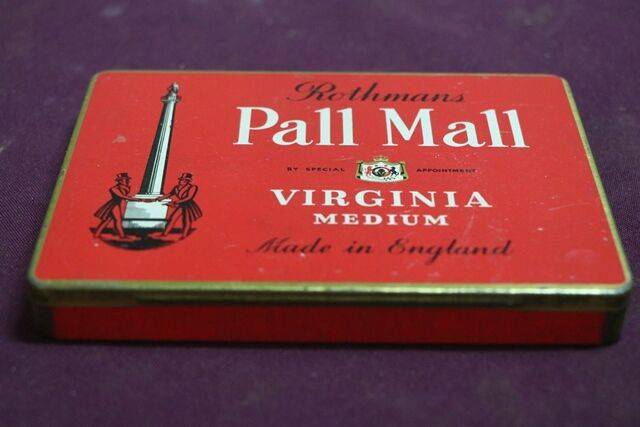 Rothmans
Pall Mall
BY SPECIAL APPOINTMENT
VIRGINIA
MEDIUM
Made in England